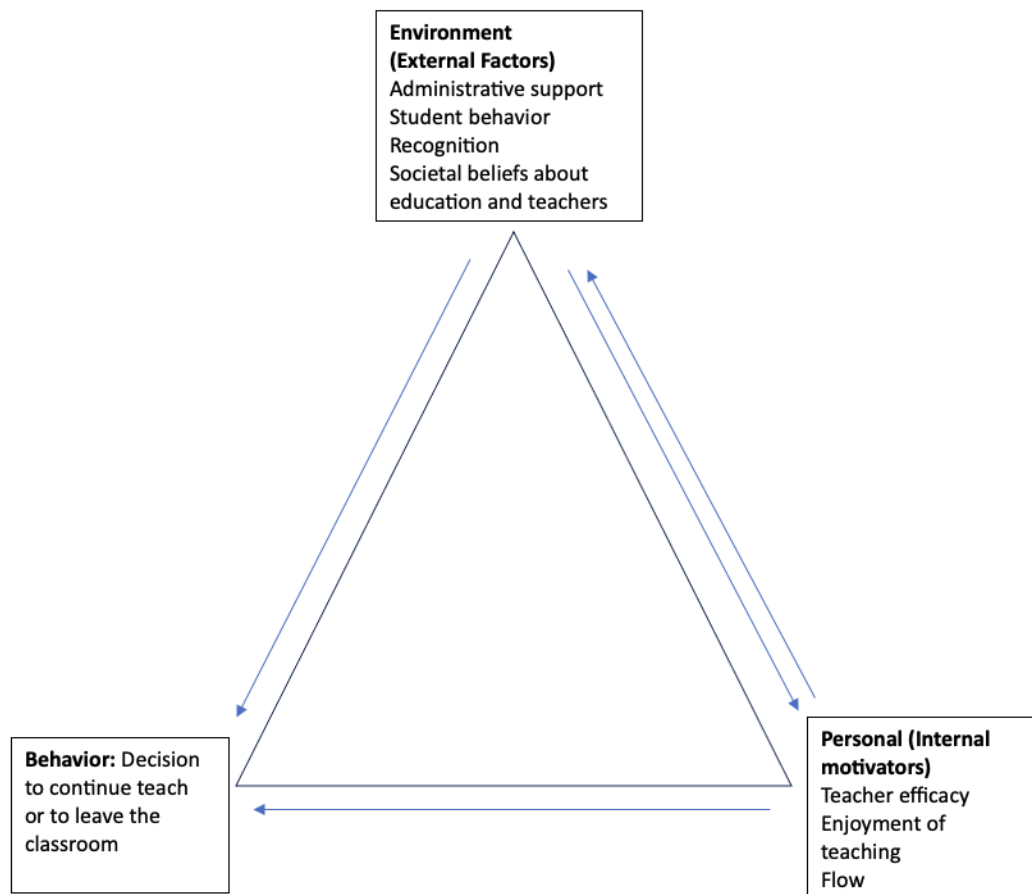 Environment
(External Factors)
Administrative support
Student behavior
Recognition
Societal beliefs about
education and teachers
Behavior: Decision
to continue teach
or to leave the
classroom
Personal (Internal
motivators)
Teacher efficacy
Enjoyment of
teaching
Flow